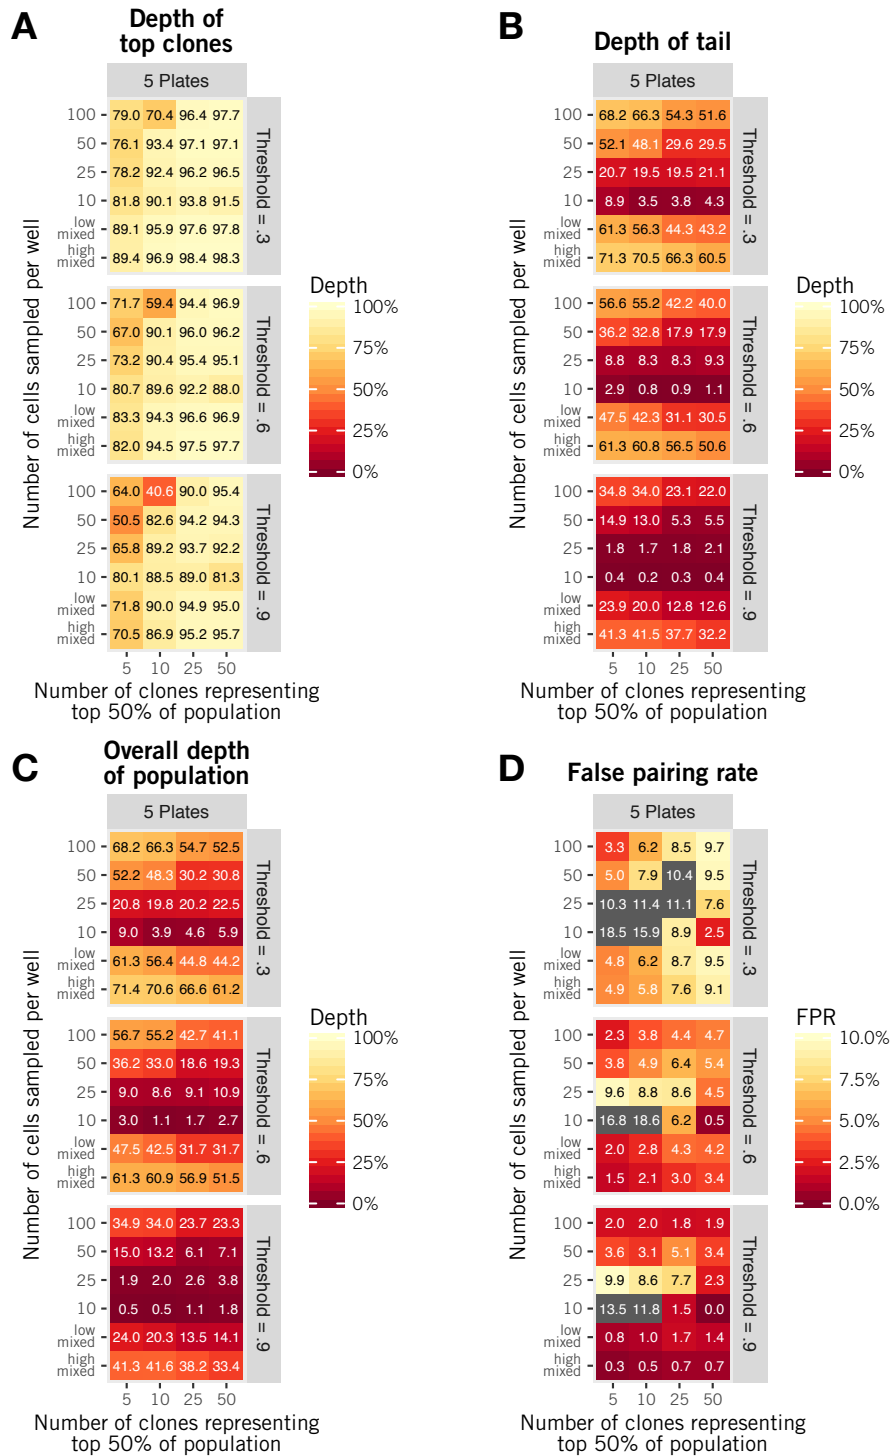 A
Depth of
top clones
5 Plates
Number of cells sampled per well
100 79.0 70.4 96.4 97.7
50 76.1 93.4 97.1 97.1
25 78.2 92.4 96.2 96.5
10 81.8 90.1 93.8 91.5
low mixed 89.1 95.9 97.6 97.8
high mixed 89.4 96.9 98.4 98.3
Threshold = .3
100 71.7 59.4 94.4 96.9
50 67.0 90.1 96.0 96.2
25 73.2 90.4 95.4 95.1
10 80.7 89.6 92.2 88.0
low mixed 83.3 94.3 96.6 96.9
high mixed 82.0 94.5 97.5 97.7
Threshold = .6
100 64.0 40.6 90.0 95.4
50 50.5 82.6 94.2 94.3
25 65.8 89.2 93.7 92.2
10 80.1 88.5 89.0 81.3
low mixed 71.8 90.0 94.9 95.0
high mixed 70.5 86.9 95.2 95.7
Threshold = .9
5 10 25 50
Number of clones representing
top 50% of population
Depth
100%
75%
50%
25%
0%
B
Depth of tail
5 Plates
Number of cells sampled per well
100 68.2 66.3 54.3 51.6
50 52.1 48.1 29.6 29.5
25 20.7 19.5 19.5 21.1
10 8.9 3.5 3.8 4.3
low mixed 61.3 56.3 44.3 43.2
high mixed 71.3 70.5 66.3 60.5
Threshold = .3
100 56.6 55.2 42.2 40.0
50 36.2 32.8 17.9 17.9
25 8.8 8.3 8.3 9.3
10 2.9 0.8 0.9 1.1
low mixed 47.5 42.3 31.1 30.5
high mixed 61.3 60.8 56.5 50.6
Threshold = .6
100 34.8 34.0 23.1 22.0
50 14.9 13.0 5.3 5.5
25 1.8 1.7 1.8 2.1
10 0.4 0.2 0.3 0.4
low mixed 23.9 20.0 12.8 12.6
high mixed 41.3 41.5 37.7 32.2
Threshold = .9
5 10 25 50
Number of clones representing
top 50% of population
Depth
100%
75%
50%
25%
0%
C
Overall depth
of population
5 Plates
Number of cells sampled per well
100 68.2 66.3 54.7 52.5
50 52.2 48.3 30.2 30.8
25 20.8 19.8 20.2 22.5
10 9.0 3.9 4.6 5.9
low mixed 61.3 56.4 44.8 44.2
high mixed 71.4 70.6 66.6 61.2
Threshold = .3
100 56.7 55.2 42.7 41.1
50 36.2 33.0 18.6 19.3
25 9.0 8.6 9.1 10.9
10 3.0 1.1 1.7 2.7
low mixed 47.5 42.5 31.7 31.7
high mixed 61.3 60.9 56.9 51.5
Threshold = .6
100 34.9 34.0 23.7 23.3
50 15.0 13.2 6.1 7.1
25 1.9 2.0 2.6 3.8
10 0.5 0.5 1.1 1.8
low mixed 24.0 20.3 13.5 14.1
high mixed 41.3 41.6 38.2 33.4
Threshold = .9
5 10 25 50
Number of clones representing
top 50% of population
Depth
100%
75%
50%
25%
0%
D
False pairing rate
5 Plates
Number of cells sampled per well
100 3.3 6.2 8.5 9.7
50 5.0 7.9 10.4 9.5
25 10.3 11.4 11.1 7.6
10 18.5 15.9 8.9 2.5
low mixed 4.8 6.2 8.7 9.5
high mixed 4.9 5.8 7.6 9.1
Threshold = .3
100 2.3 3.8 4.4 4.7
50 3.8 4.9 6.4 5.4
25 9.6 8.8 8.6 4.5
10 16.8 18.6 6.2 0.5
low mixed 2.0 2.8 4.3 4.2
high mixed 1.5 2.1 3.0 3.4
Threshold = .6
100 2.0 2.0 1.8 1.9
50 3.6 3.1 5.1 3.4
25 9.9 8.6 7.7 2.3
10 13.5 11.8 1.5 0.0
low mixed 0.8 1.0 1.7 1.4
high mixed 0.3 0.5 0.7 0.7
Threshold = .9
5 10 25 50
Number of clones representing
top 50% of population
FPR
10.0%
7.5%
5.0%
2.5%
0.0%